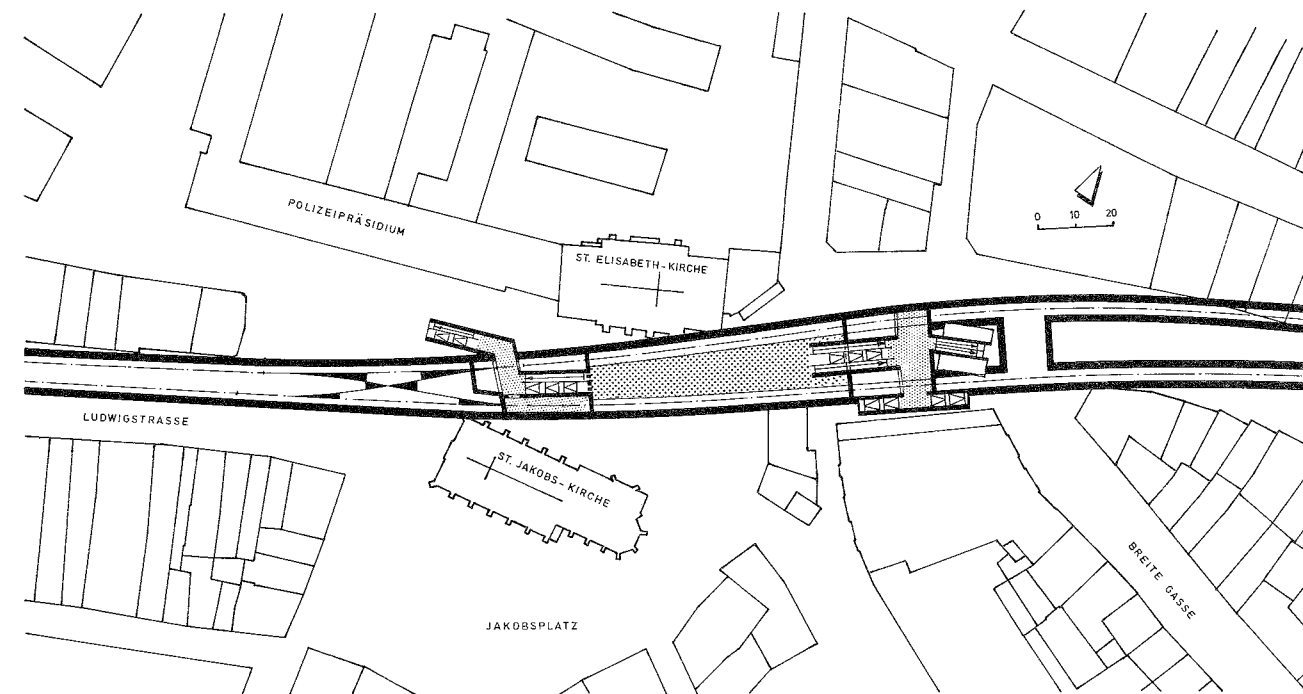 POLIZEIPRÄSIDIUM
0 10 20
ST. ELISABETH-KIRCHE
LUDWIGSTRASSE
ST. JAKOBS-KIRCHE
BREITE GASSE
JAKOBSPLATZ